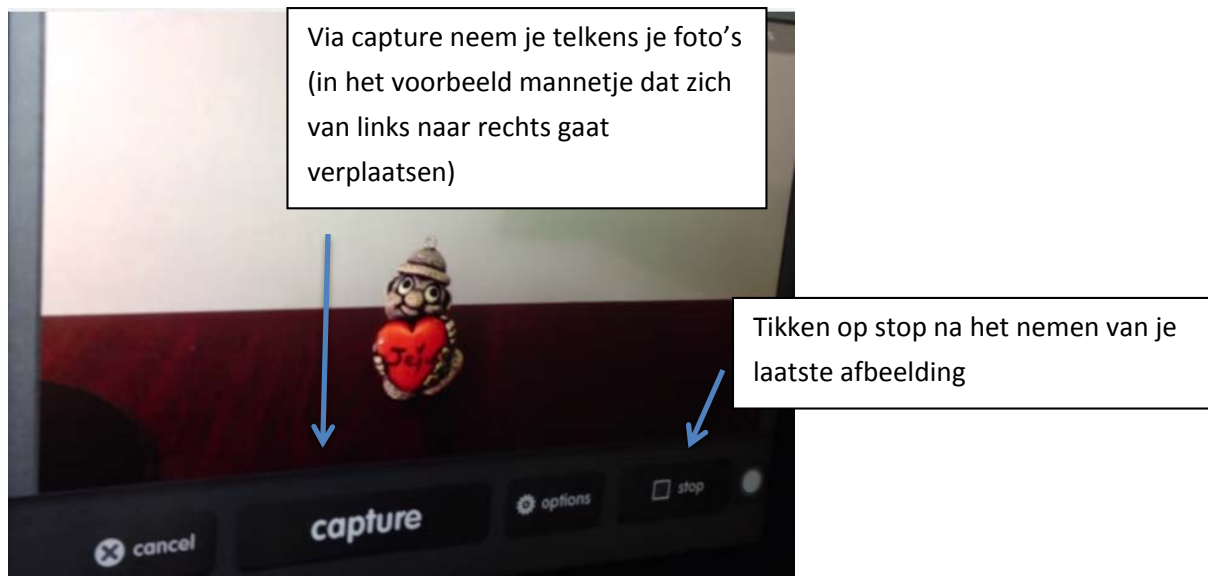 Via capture neem je telkens je foto’s
(in het voorbeeld mannetje dat zich
van links naar rechts gaat
verplaatsen)
Jeju
Tikken op stop na het nemen van je
laatste afbeelding
cancel
capture
options
stop